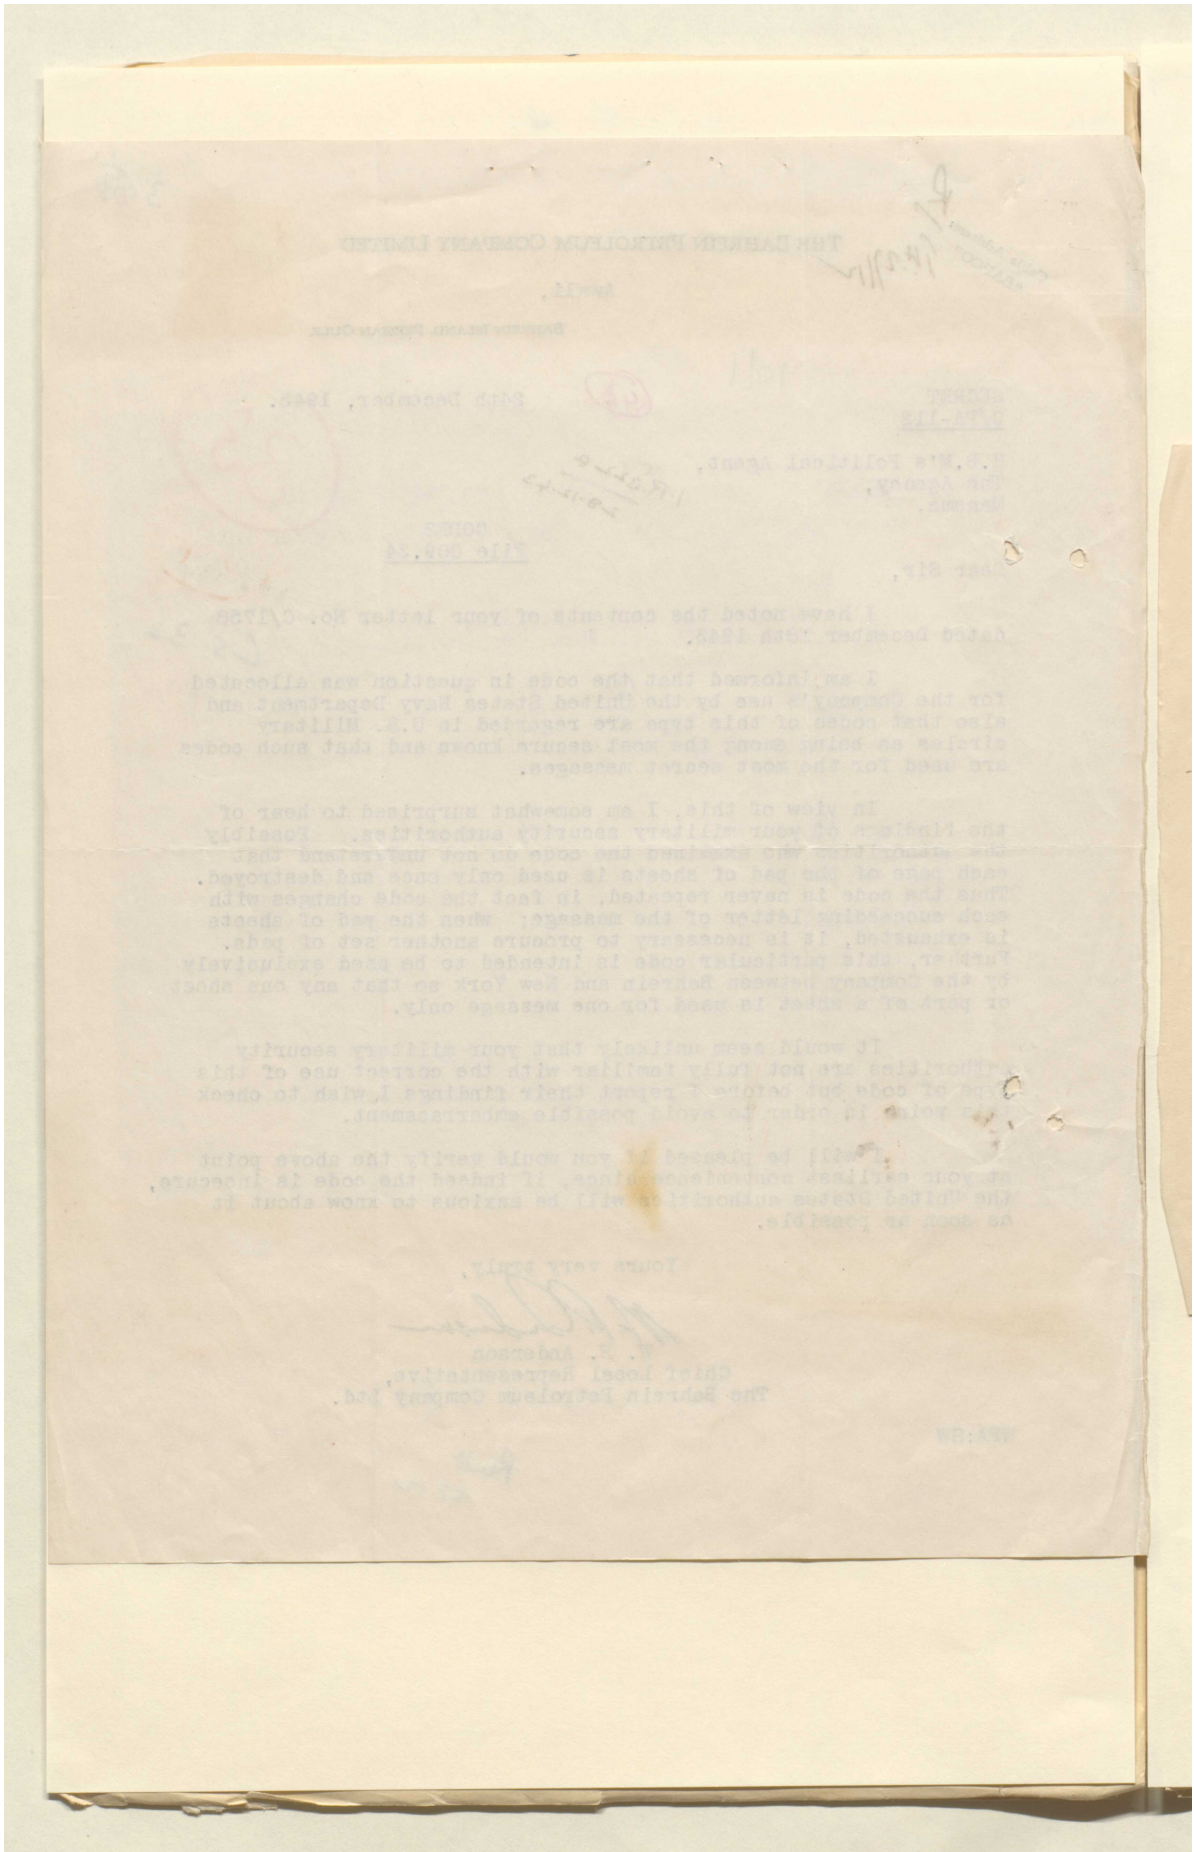 THE BAHREIN PETROLEUM COMPANY LIMITED
Awali,
BAHREIN ISLAND, PERSIAN GULF
SECRET
24th December, 1943.
PA-112
H.B.M's Political Agent,
The Agency,
Manama.
CODES
File 009.24
Dear Sir,
I have noted the contents of your letter No. C/1758
dated December 10th 1943.
I am informed that the code in question was allocated
for the Company's use by the United States Navy Department and
also that codes of this type are regarded in U.S. Military
circles as being among the most secure known and that such codes
are used for the most secret messages.
In view of this, I am somewhat surprised to hear of
the findings of your military security authorities. Possibly
the authorities who examined the code do not understand that
each page of the pad of sheets is used only once and destroyed.
Thus the code is never repeated, in fact the code changes with
each succeeding letter of the message; when the pad of sheets
is exhausted, it is necessary to procure another set of pads.
Further, this particular code is intended to be used exclusively
by the Company between Bahrein and New York so that any one sheet
or part of a sheet is used for one message only.
It would seem unlikely that your military security
authorities are not fully familiar with the correct use of this
type of code but before I report their findings I wish to check
this point in order to avoid possible embarrassment.
I will be pleased if you would verify the above point
at your earliest convenience since, if indeed the code is insecure,
the United States authorities will be anxious to know about it
as soon as possible.
Yours very truly,
W. P. Anderson
Chief Local Representative,
The Bahrein Petroleum Company Ltd.
WPA:RW